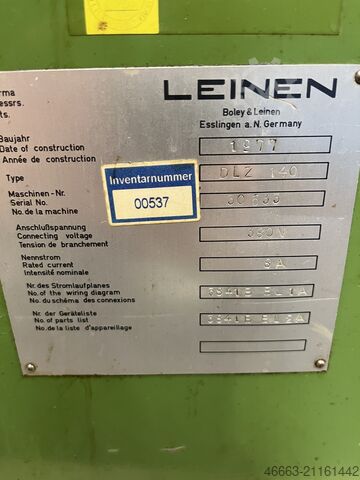 LEINEN
Boley & Leinen
Esslingen a.N. Germany
rma
essrs.
ts.
Baujahr
Date of construction
Année de construction
1977
Type
DLZ 140
Maschinen-Nr.
Serial No.
No. de la machine
Inventarnummer
00537
Anschlußspannung
Connecting voltage
Tension de branchement
380V
Nennstrom
Rated current
Intensité nominale
8A
Nr. des Stromlaufplanes
No. of the wiring diagram
No. du schéma des connexions
Nr. der Geräteliste
No. of parts list
No. de la liste d'appareillage
46663-21161442